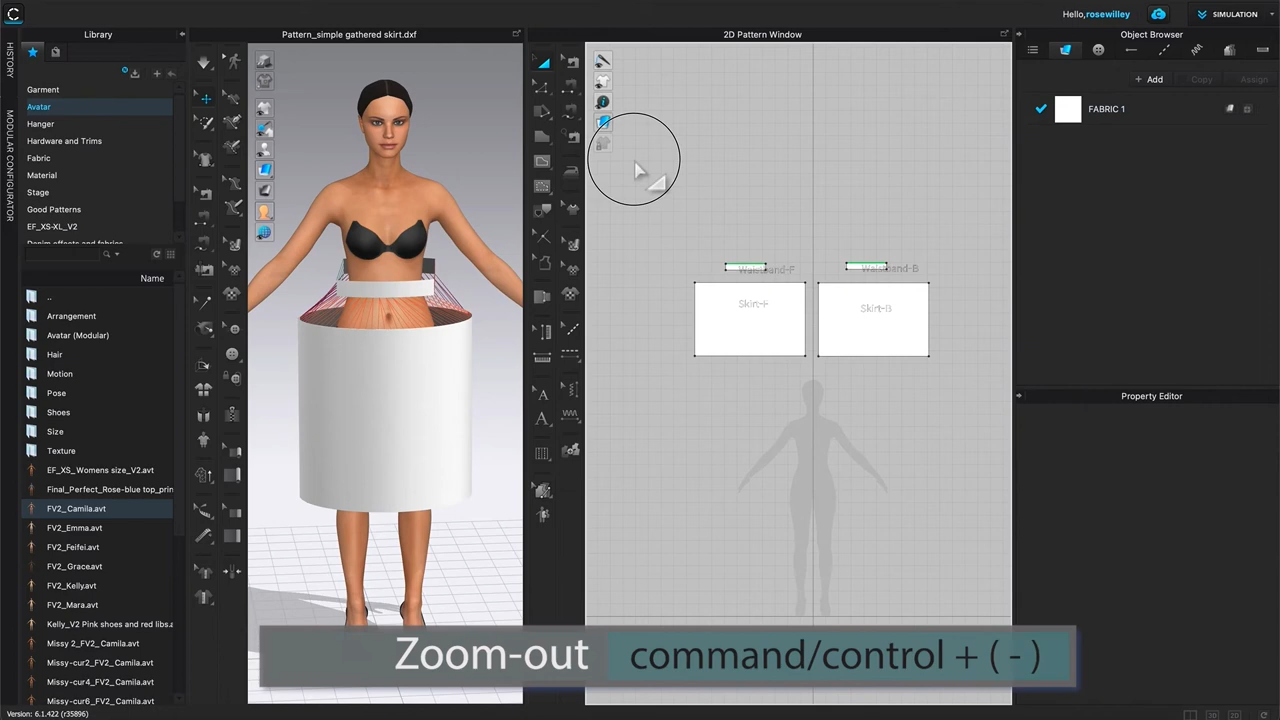 Hello, rosewilley
SIMULATION
HISTORY
MODULAR CONFIGURATOR
Library
Garment
Avatar
Hanger
Hardware and Trims
Fabric
Material
Stage
Good Patterns
EF_XS-XL_V2
Denim effects and fabrics
Name
..
Arrangement
Avatar (Modular)
Hair
Motion
Pose
Shoes
Size
Texture
EF_XS_Womens size_V2.avt
Final_Perfect_Rose-blue top_prin
FV2_Camila.avt
FV2_Emma.avt
FV2_Feifei.avt
FV2_Grace.avt
FV2_Kelly.avt
FV2_Mara.avt
Kelly_V2 Pink shoes and red libs.a
Missy 2_FV2_Camila.avt
Missy-cur2_FV2_Camila.avt
Missy-cur4_FV2_Camila.avt
Missy-cur6_FV2_Camila.avt
Version: 6.1.422 (r35896)
Pattern_simple gathered skirt.dxf
2D Pattern Window
Waistband-F
Waistband-B
Skirt-F
Skirt-B
Object Browser
+ Add
Copy
Assign
FABRIC 1
Property Editor
Zoom-out command/control + ( - )
3D
2D